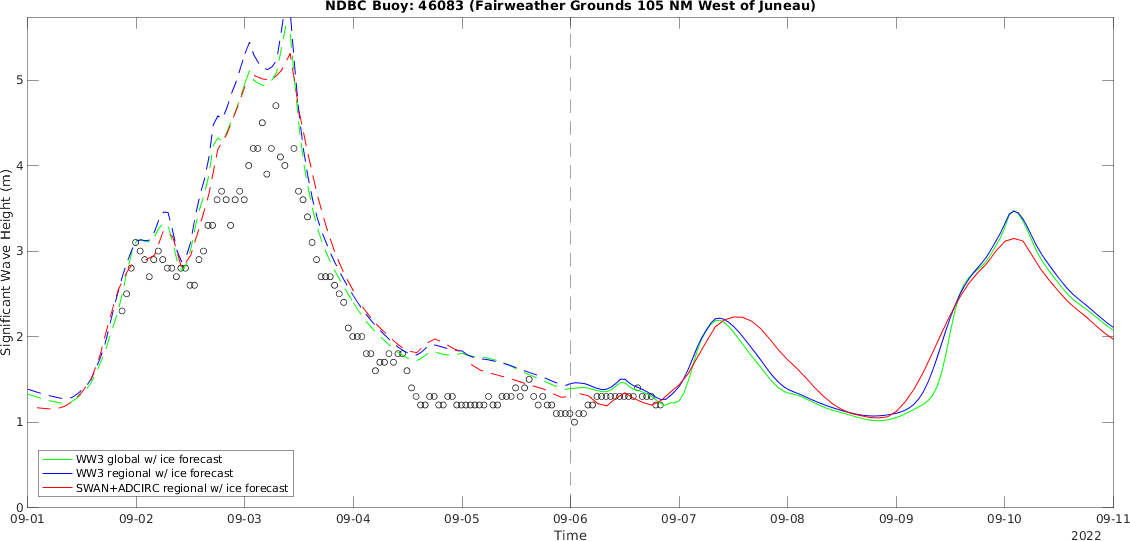 NDBC Buoy: 46083 (Fairweather Grounds 105 NM West of Juneau)
Significant Wave Height (m)
5
4
3
2
1
0
WW3 global w/ ice forecast
WW3 regional w/ ice forecast
SWAN+ADCIRC regional w/ ice forecast
09-01 09-02 09-03 09-04 09-05 09-06 09-07 09-08 09-09 09-10 09-11
Time
2022